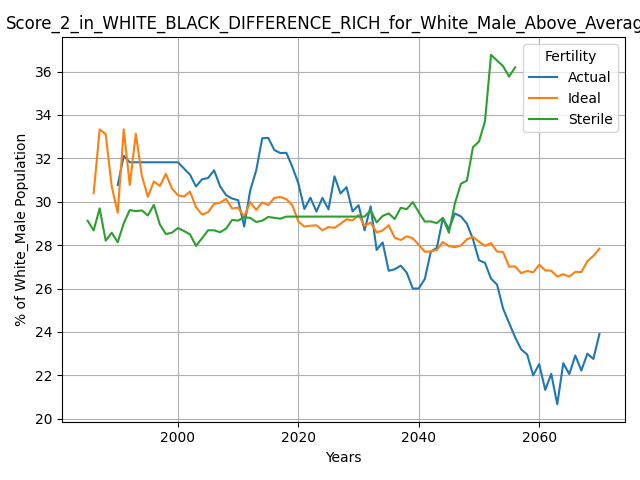 Score_2_in_WHITE_BLACK_DIFFERENCE_RICH_for_White_Male_Above_Averag
% of White_Male Population
36
34
32
30
28
26
24
22
20
Fertility
Actual
Ideal
Sterile
2000 2020 2040 2060
Years